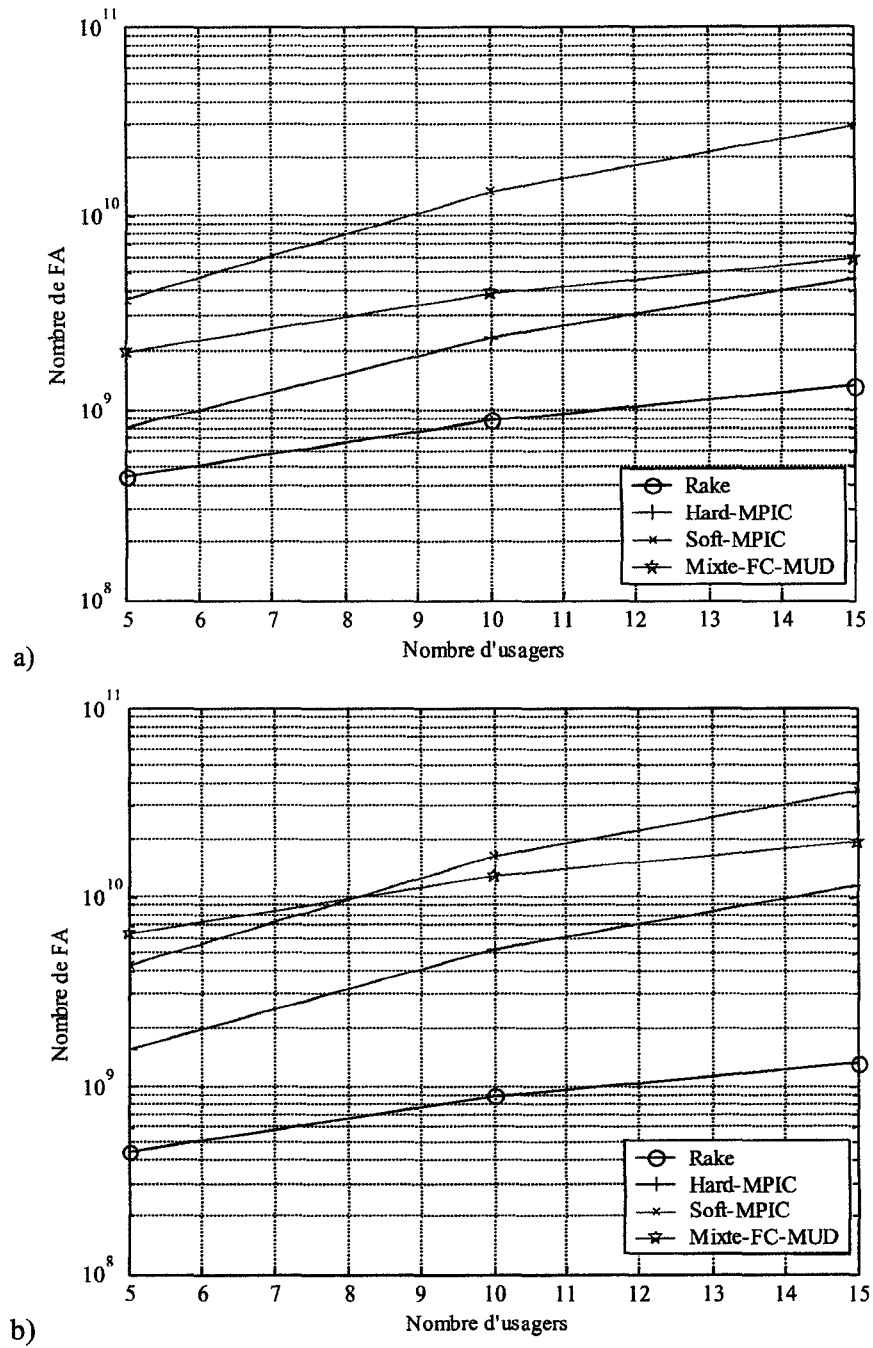 10^11
10^10
10^9
10^8
Nombre de FA
5 6 7 8 9 10 11 12 13 14 15
Nombre d'usagers
Rake
Hard-MPIC
Soft-MPIC
Mixte-FC-MUD
a)
10^11
10^10
10^9
10^8
Nombre de FA
5 6 7 8 9 10 11 12 13 14 15
Nombre d'usagers
Rake
Hard-MPIC
Soft-MPIC
Mixte-FC-MUD
b)